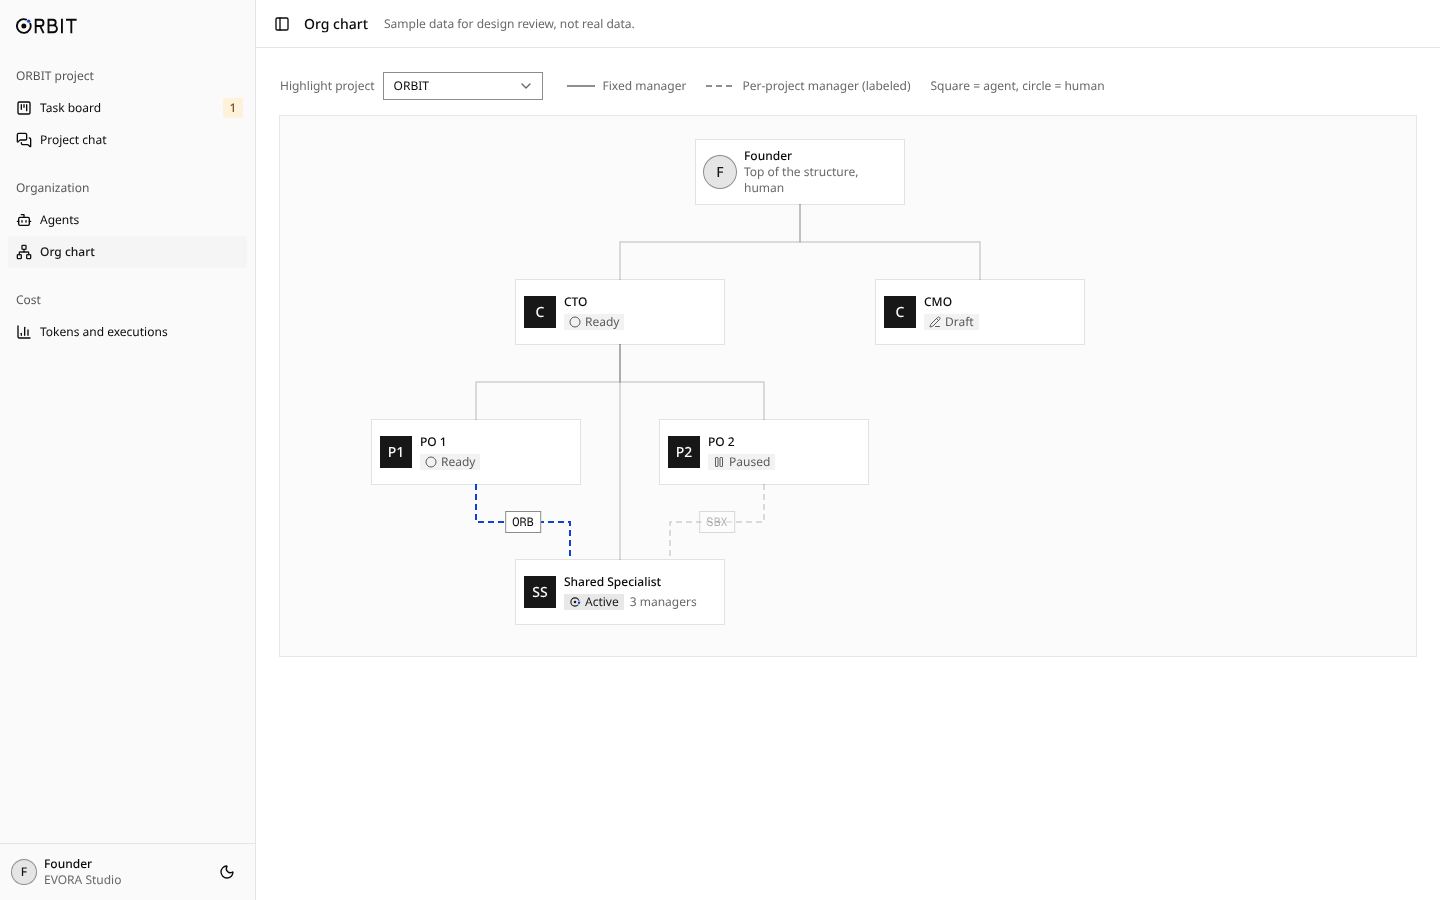 ORBIT
ORBIT project
Task board
1
Project chat
Organization
Agents
Org chart
Cost
Tokens and executions
Founder
F
EVORA Studio
Org chart
Sample data for design review, not real data.
Highlight project
ORBIT
Fixed manager
Per-project manager (labeled)
Square = agent, circle = human
F
Founder
Top of the structure,
human
C
CTO
Ready
C
CMO
Draft
P1
PO 1
Ready
P2
PO 2
Paused
ORB
SBX
SS
Shared Specialist
Active
3 managers